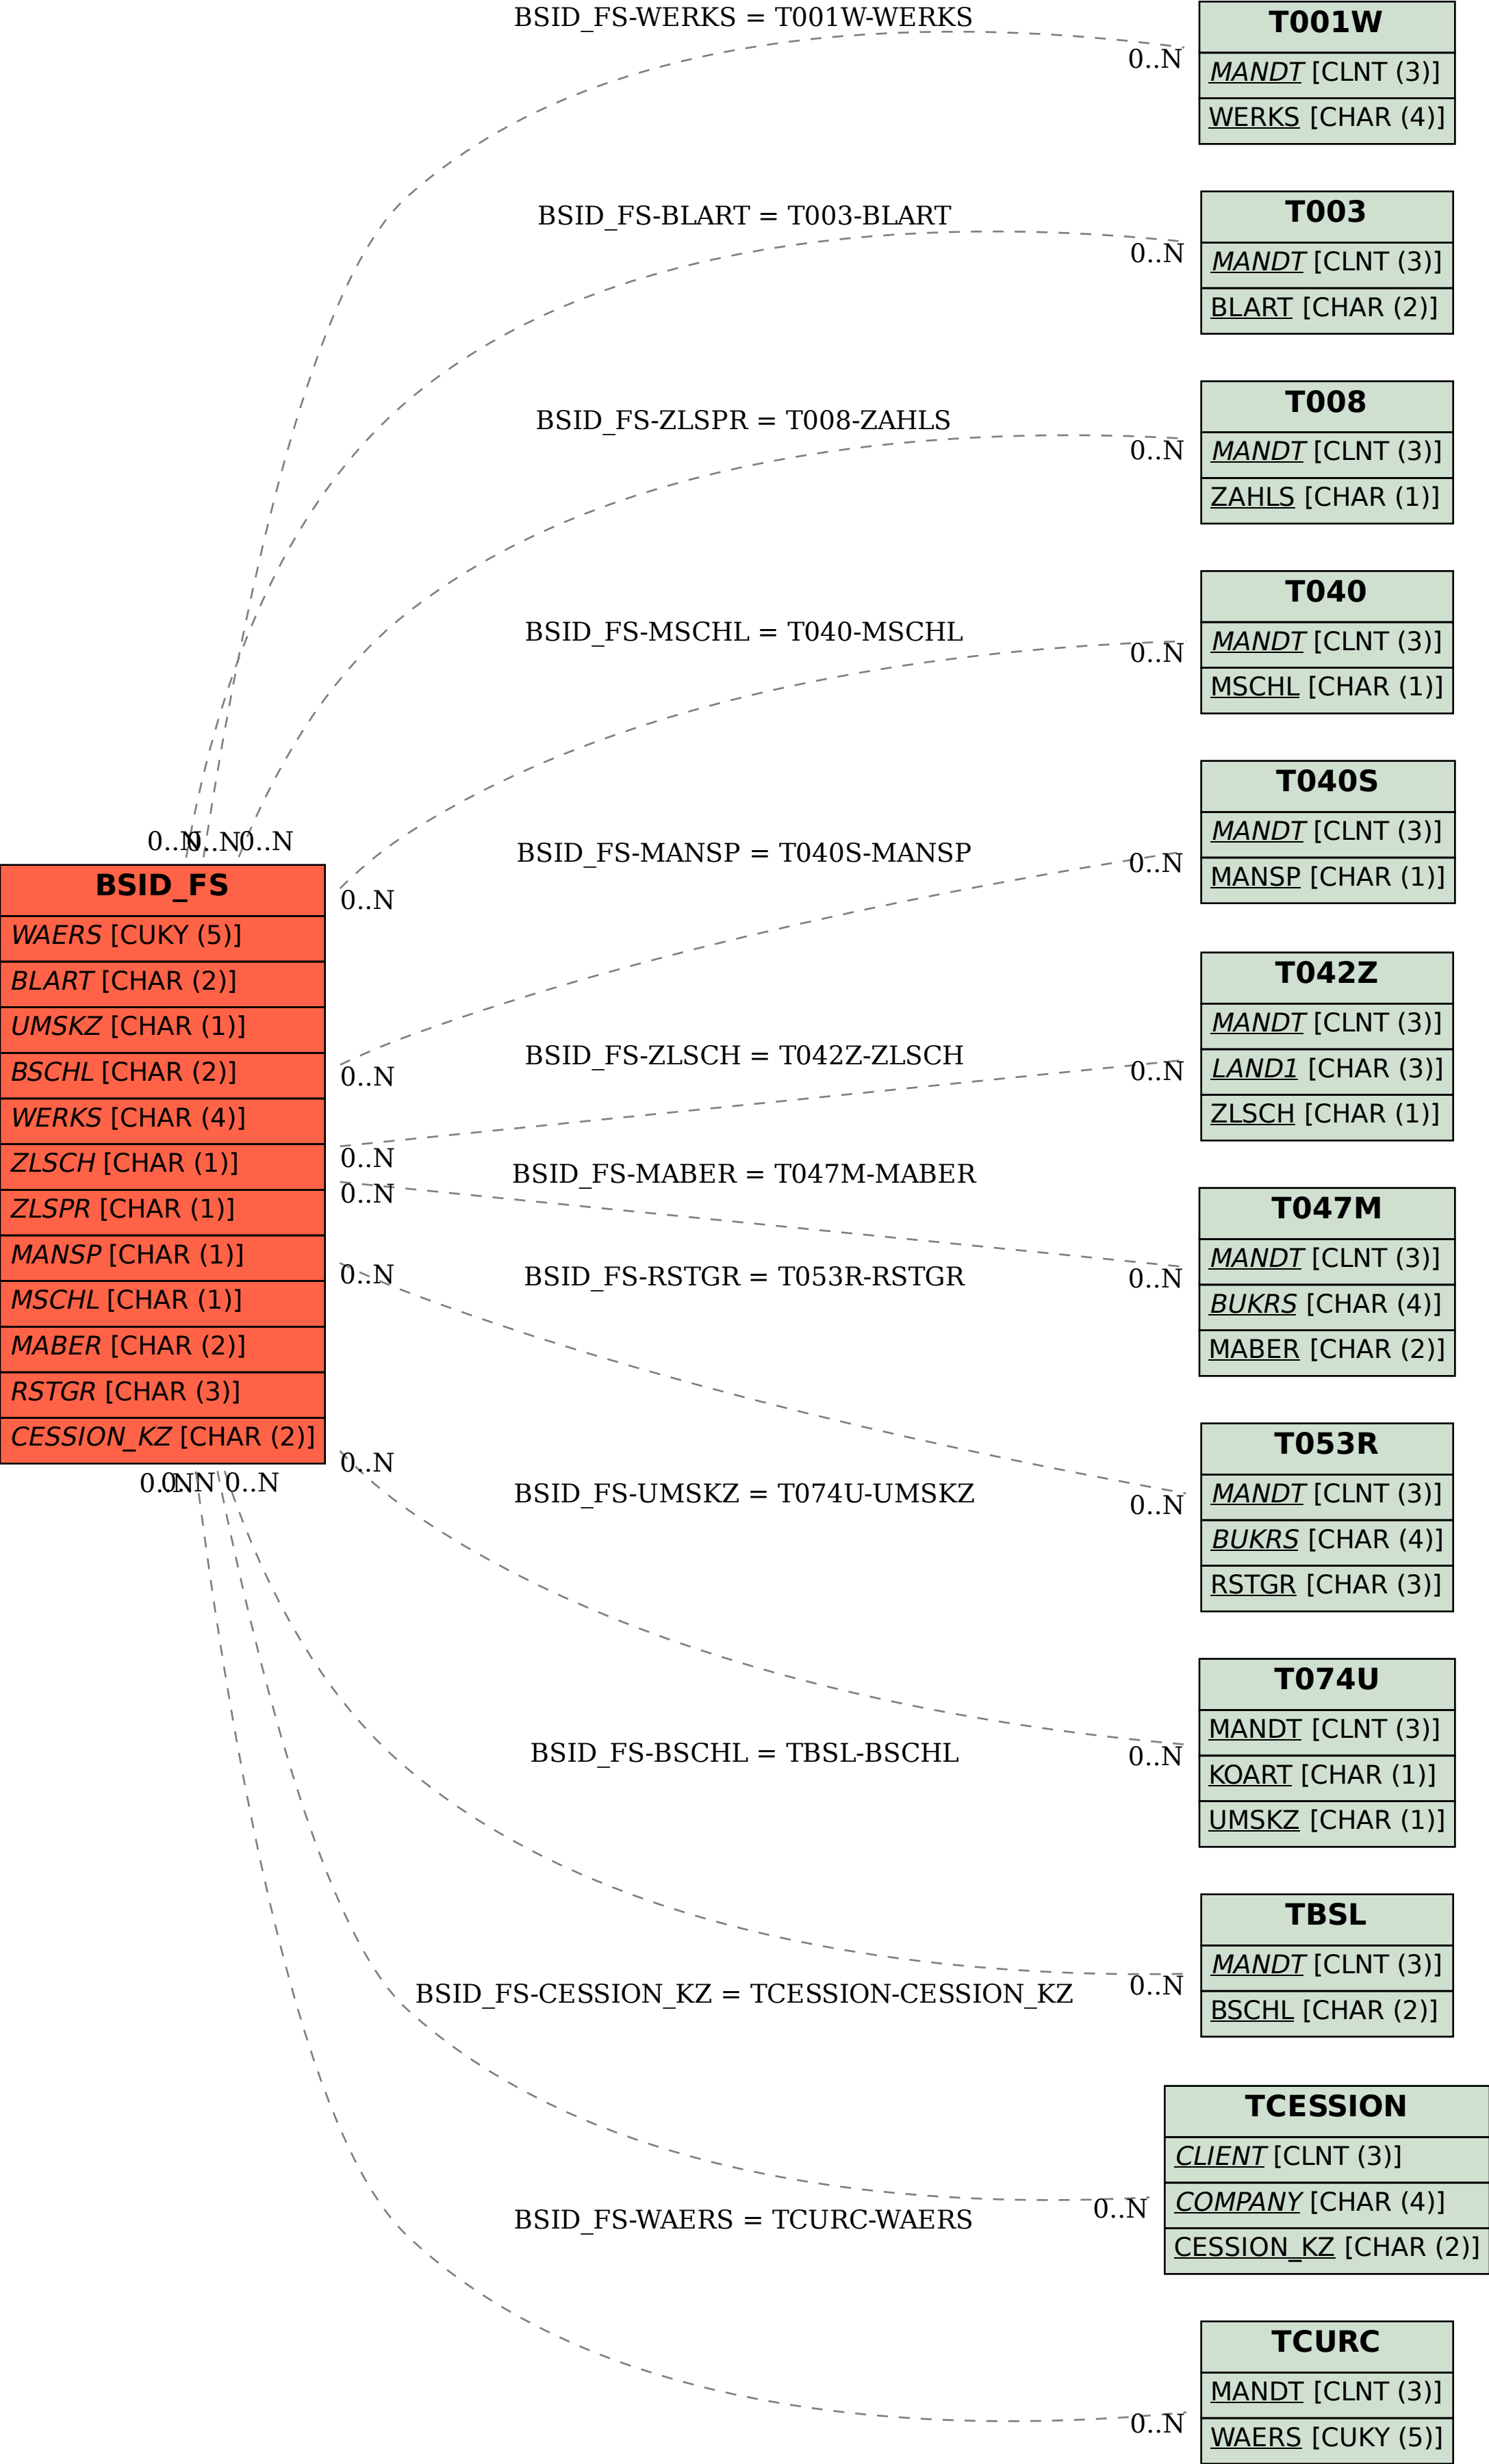 BSID_FS-WERKS = T001W-WERKS
0..N
T001W
MANDT [CLNT (3)]
WERKS [CHAR (4)]
BSID_FS-BLART = T003-BLART
0..N
T003
MANDT [CLNT (3)]
BLART [CHAR (2)]
BSID_FS-ZLSPR = T008-ZAHLS
0..N
T008
MANDT [CLNT (3)]
ZAHLS [CHAR (1)]
BSID_FS-MSCHL = T040-MSCHL
0..N
T040
MANDT [CLNT (3)]
MSCHL [CHAR (1)]
BSID_FS-MANSP = T040S-MANSP
0..N
T040S
MANDT [CLNT (3)]
MANSP [CHAR (1)]
0..N
0..N
0..N
BSID_FS
WAERS [CUKY (5)]
BLART [CHAR (2)]
UMSKZ [CHAR (1)]
BSCHL [CHAR (2)]
WERKS [CHAR (4)]
ZLSCH [CHAR (1)]
ZLSPR [CHAR (1)]
MANSP [CHAR (1)]
MSCHL [CHAR (1)]
MABER [CHAR (2)]
RSTGR [CHAR (3)]
CESSION_KZ [CHAR (2)]
0..N
0..N
0..N
0..N
0..N
0..N
0..N
0..N
0..N
BSID_FS-ZLSCH = T042Z-ZLSCH
0..N
T042Z
MANDT [CLNT (3)]
LAND1 [CHAR (3)]
ZLSCH [CHAR (1)]
BSID_FS-MABER = T047M-MABER
0..N
T047M
MANDT [CLNT (3)]
BUKRS [CHAR (4)]
MABER [CHAR (2)]
BSID_FS-RSTGR = T053R-RSTGR
0..N
T053R
MANDT [CLNT (3)]
BUKRS [CHAR (4)]
RSTGR [CHAR (3)]
BSID_FS-UMSKZ = T074U-UMSKZ
0..N
T074U
MANDT [CLNT (3)]
KOART [CHAR (1)]
UMSKZ [CHAR (1)]
BSID_FS-BSCHL = TBSL-BSCHL
0..N
TBSL
MANDT [CLNT (3)]
BSCHL [CHAR (2)]
BSID_FS-CESSION_KZ = TCESSION-CESSION_KZ
0..N
TCESSION
CLIENT [CLNT (3)]
COMPANY [CHAR (4)]
CESSION_KZ [CHAR (2)]
BSID_FS-WAERS = TCURC-WAERS
0..N
TCURC
MANDT [CLNT (3)]
WAERS [CUKY (5)]